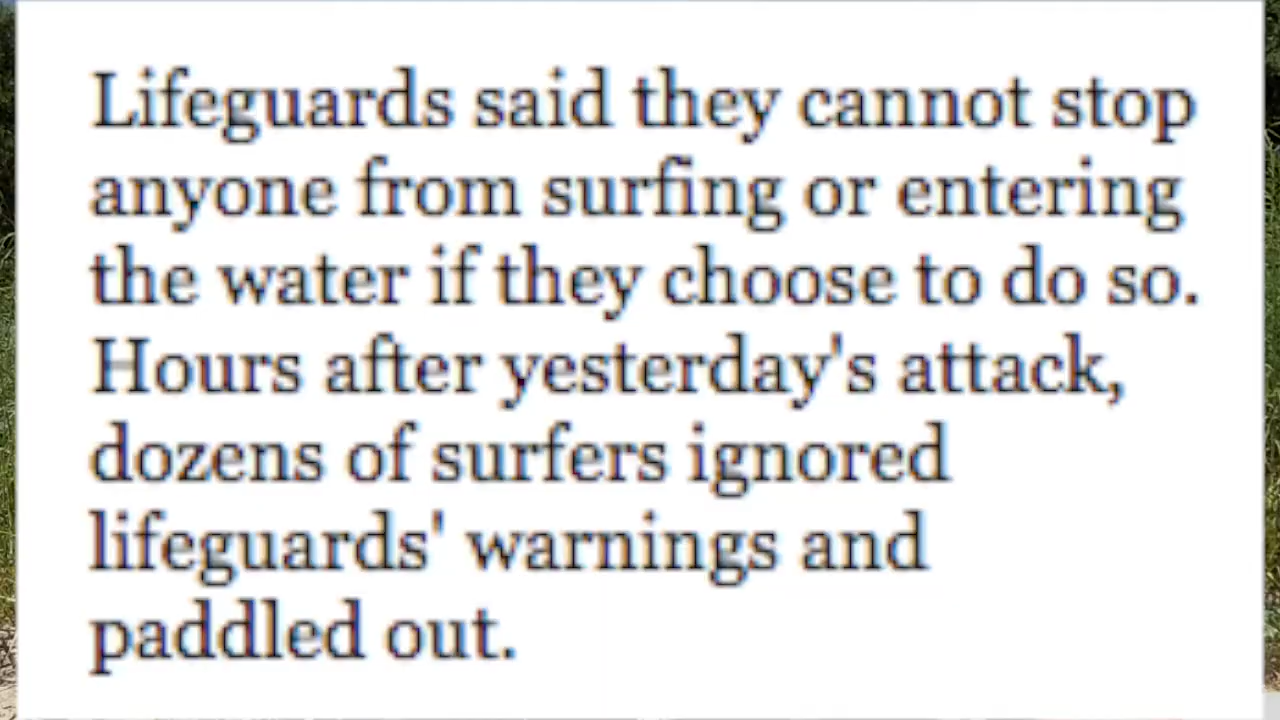 Lifeguards said they cannot stop
anyone from surfing or entering
the water if they choose to do so.
Hours after yesterday's attack,
dozens of surfers ignored
lifeguards' warnings and
paddled out.